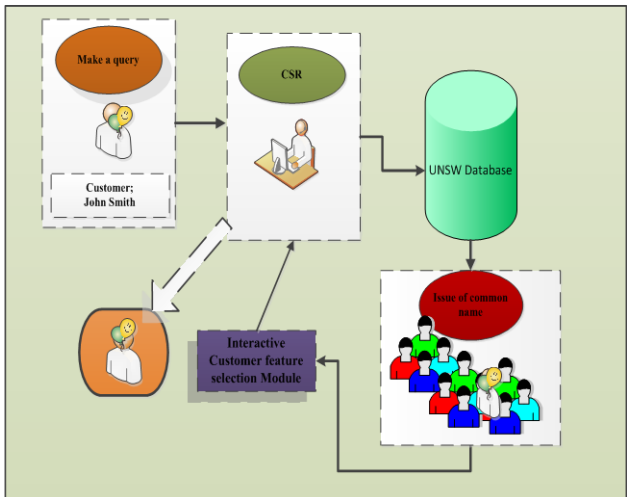 Make a query
Customer;
John Smith
CSR
UNSW Database
Issue of common
name
Interactive
Customer feature
selection Module